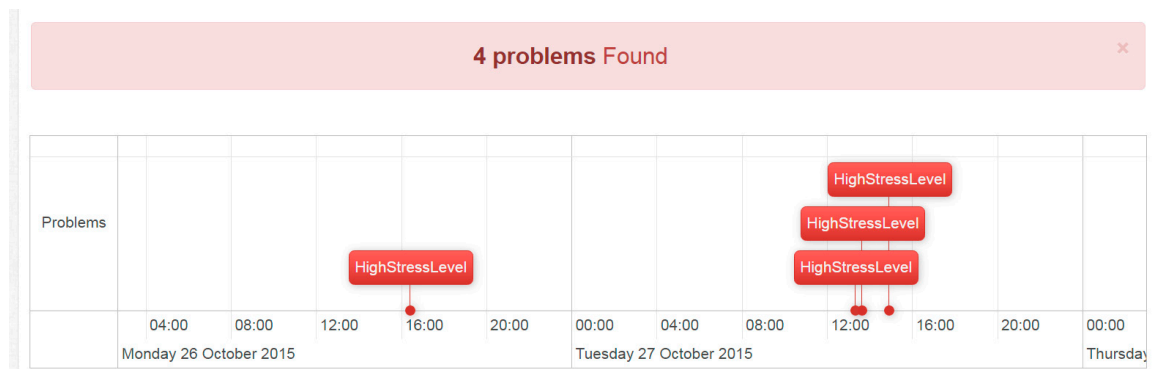 4 problems Found
×
HighStressLevel
HighStressLevel
Problems
HighStressLevel
HighStressLevel
04:00 08:00 12:00 16:00 20:00 00:00 04:00 08:00 12:00 16:00 20:00 00:00
Monday 26 October 2015 Tuesday 27 October 2015 Thursday